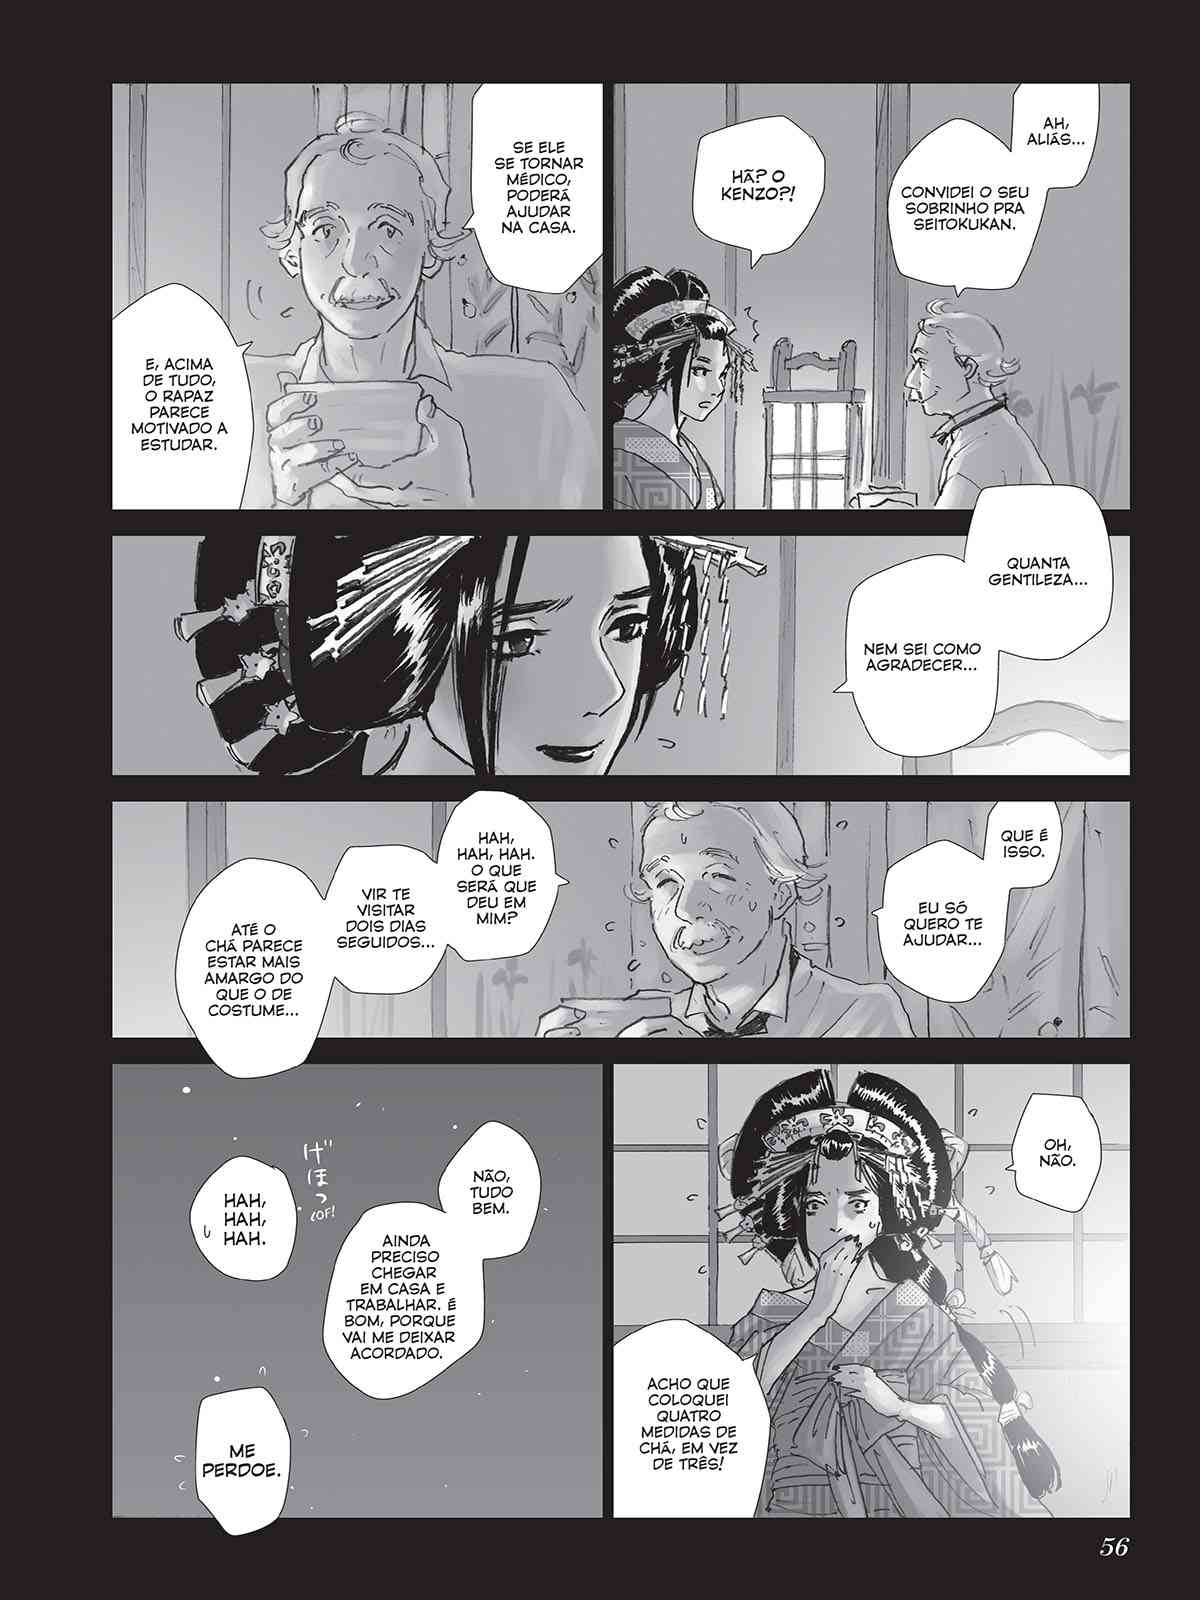 AH,
ALIÁS...
CONVIDEI O SEU
SOBRINHO PRA
SEITOKUKAN.
HÃ? O
KENZO?!
SE ELE
SE TORNAR
MÉDICO,
PODERÁ
AJUDAR
NA CASA.
E, ACIMA
DE TUDO,
O RAPAZ
PARECE
MOTIVADO A
ESTUDAR.
QUANTA
GENTILEZA...
NEM SEI COMO
AGRADECER...
QUE É
ISSO.
EU SÓ
QUERO TE
AJUDAR...
HAH,
HAH, HAH.
O QUE
SERÁ QUE
DEU EM
MIM?
VIR TE
VISITAR
DOIS DIAS
SEGUIDOS...
ATÉ O
CHÁ PARECE
ESTAR MAIS
AMARGO DO
QUE O DE
COSTUME...
OH,
NÃO.
ACHO QUE
COLOQUEI
QUATRO
MEDIDAS DE
CHÁ, EM VEZ
DE TRÊS!
NÃO,
TUDO
BEM.
AINDA
PRECISO
CHEGAR
EM CASA E
TRABALHAR. É
BOM, PORQUE
VAI ME DEIXAR
ACORDADO.
げほっ
COF!
HAH,
HAH,
HAH.
ME
PERDOE.
56